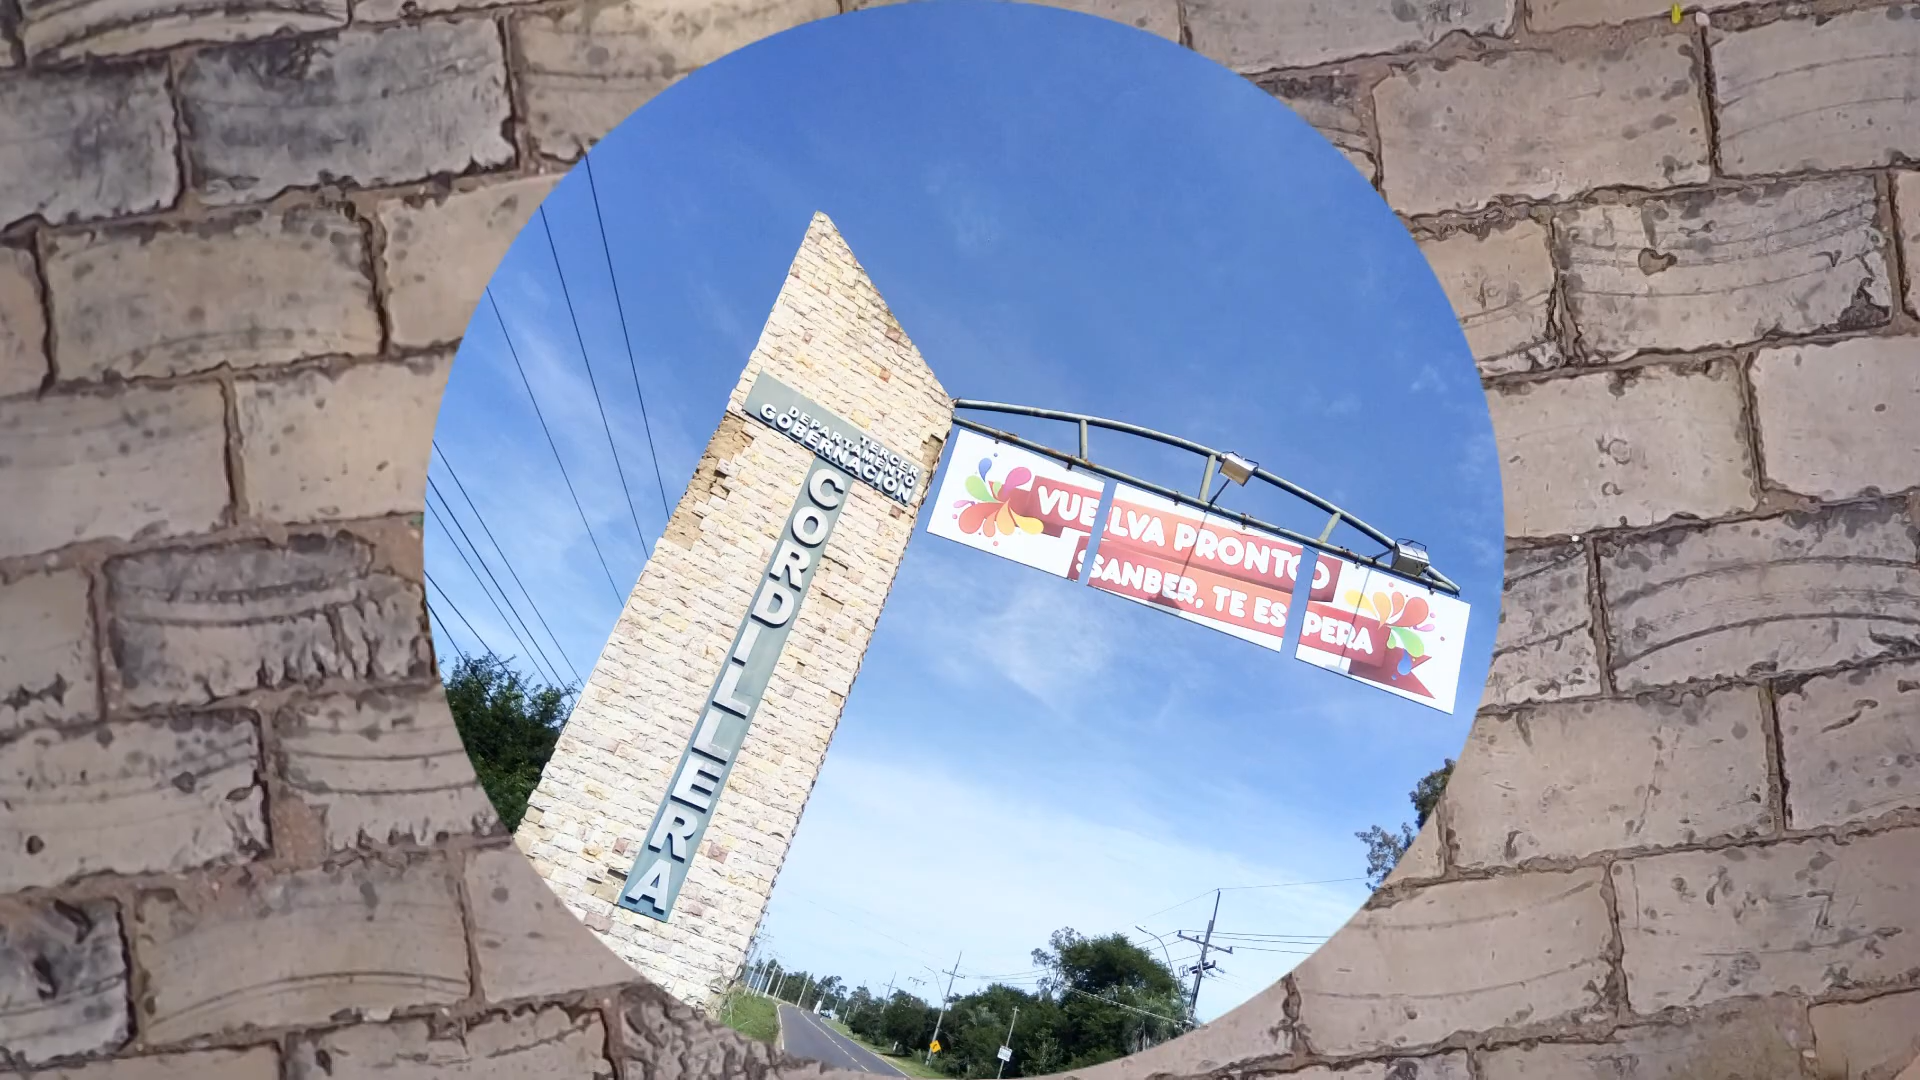 TERCER
DEPARTAMENTO
GOBERNACIÓN
CORDILLERA
VUELVA PRONTO
SANBER, TE ESPERA